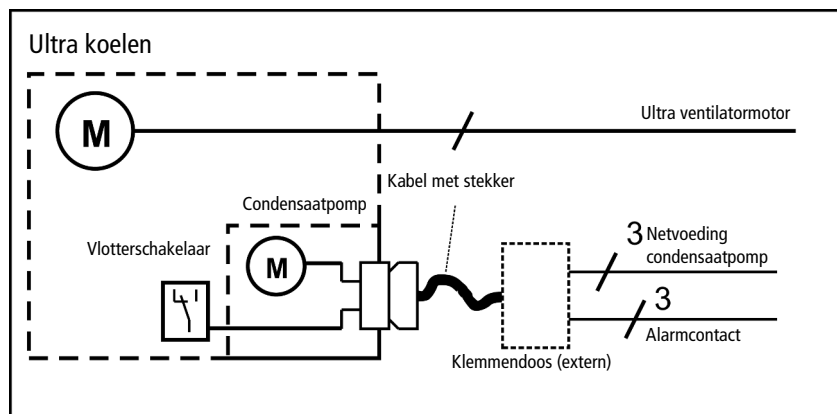 Ultra koelen
M
Ultra ventilatormotor
Kabel met stekker
Condensaatpomp
Vlotterschakelaar
M
3
Netvoeding
condensaatpomp
3
Alarmcontact
Klemmendoos (extern)